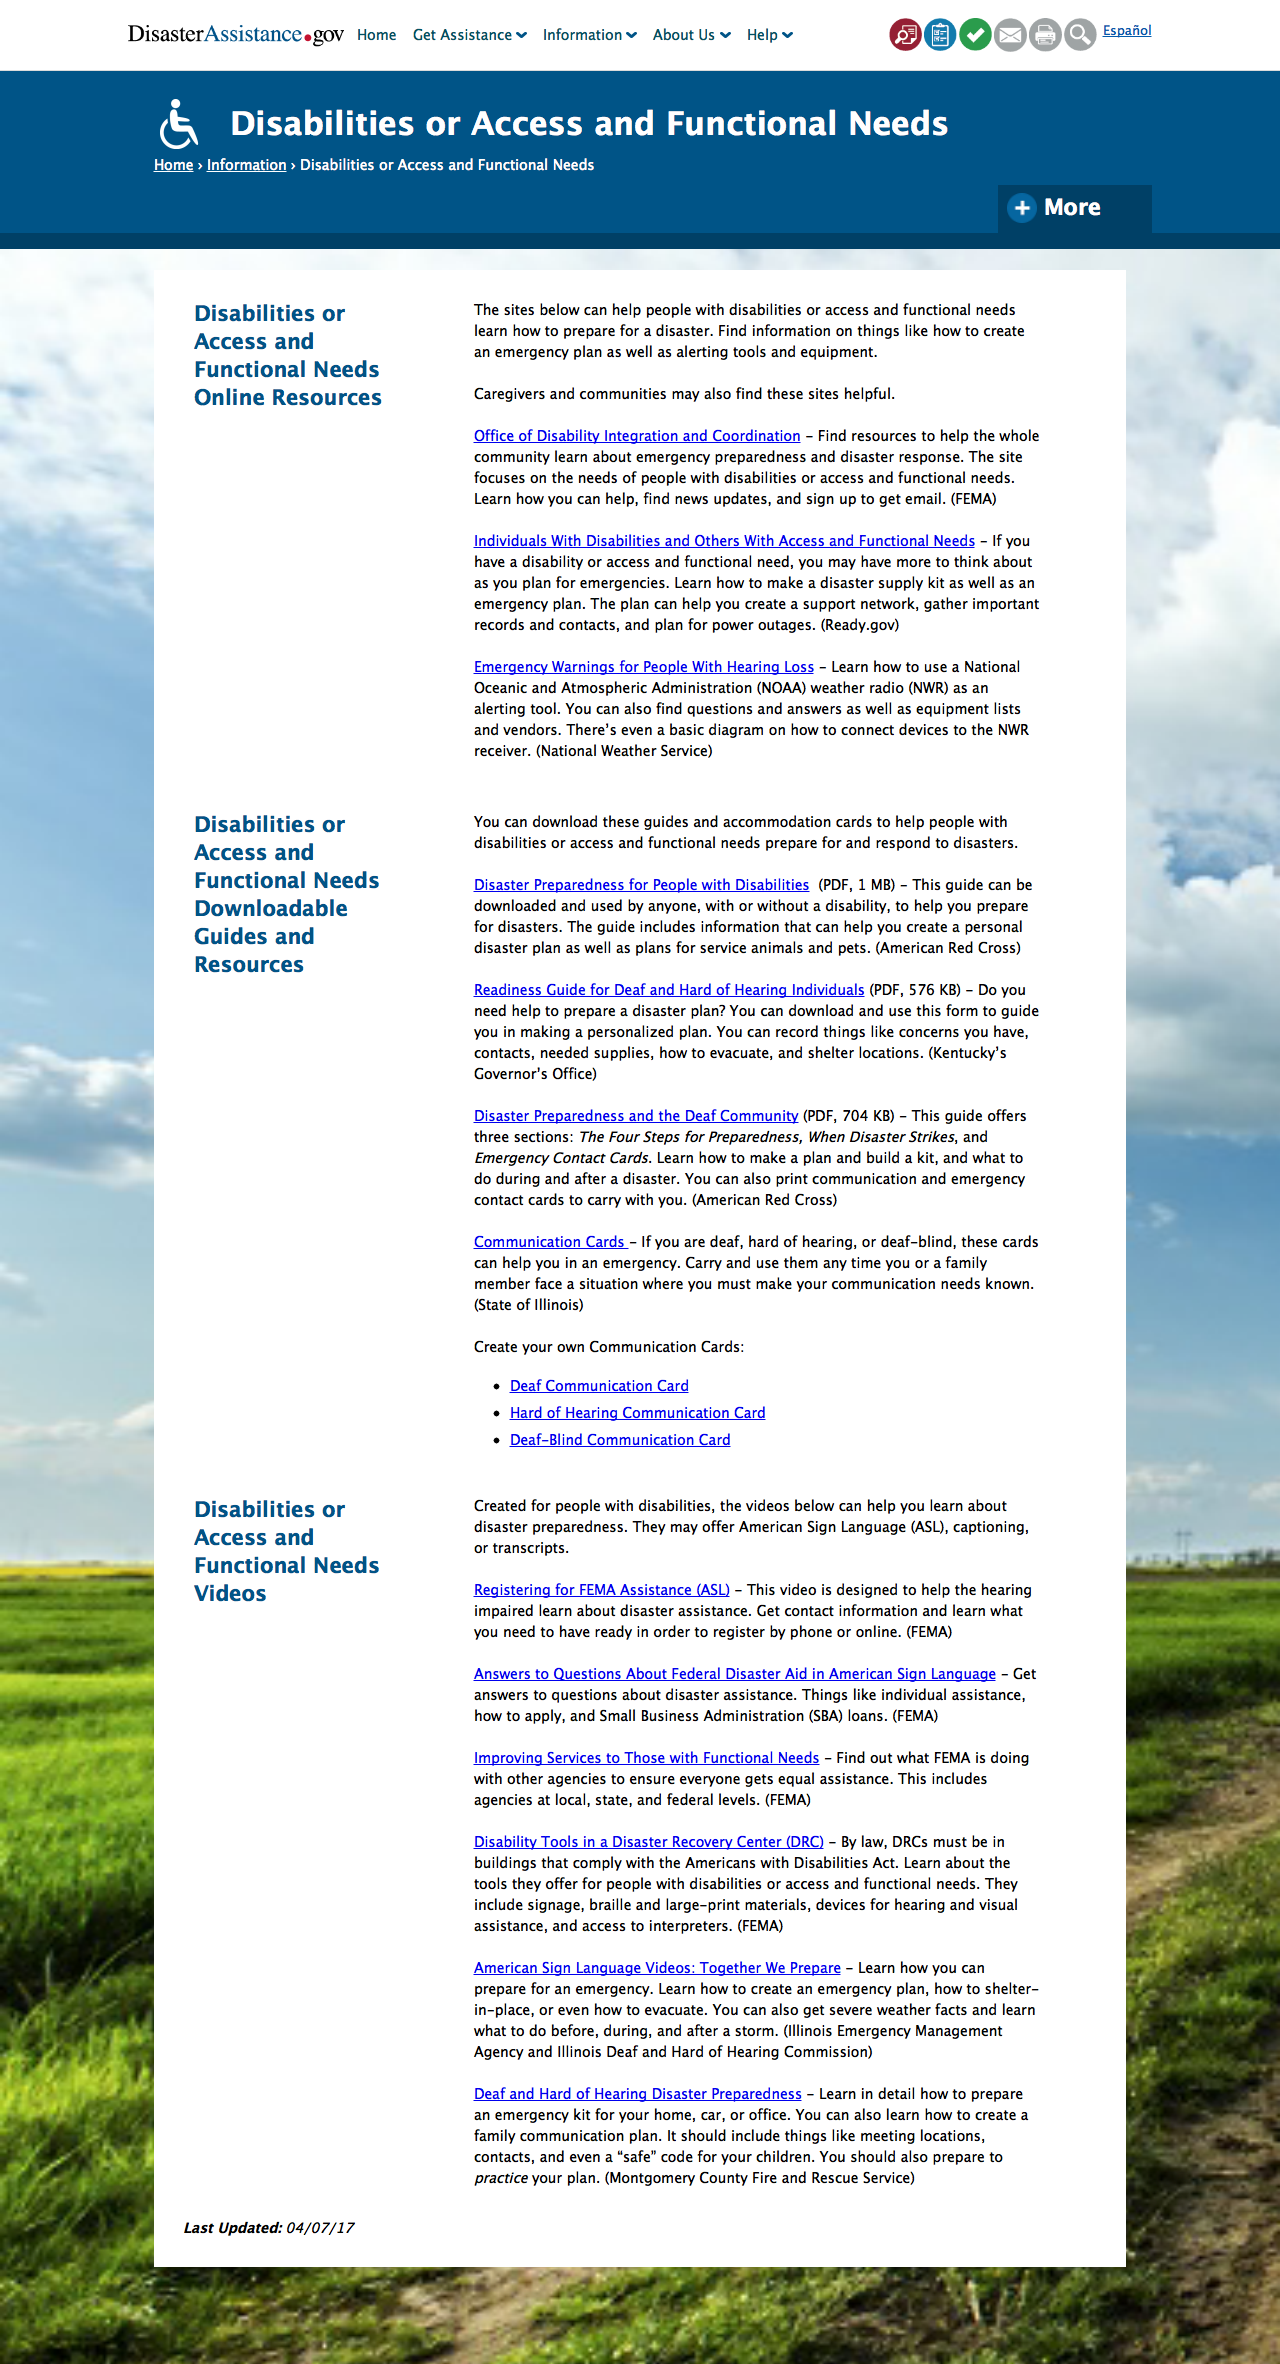 DisasterAssistance.gov Home Get Assistance Information About Us Help Español
Disabilities or Access and Functional Needs
Home › Information › Disabilities or Access and Functional Needs
More
Disabilities or
Access and
Functional Needs
Online Resources
The sites below can help people with disabilities or access and functional needs
learn how to prepare for a disaster. Find information on things like how to create
an emergency plan as well as alerting tools and equipment.
Caregivers and communities may also find these sites helpful.
Office of Disability Integration and Coordination – Find resources to help the whole
community learn about emergency preparedness and disaster response. The site
focuses on the needs of people with disabilities or access and functional needs.
Learn how you can help, find news updates, and sign up to get email. (FEMA)
Individuals With Disabilities and Others With Access and Functional Needs – If you
have a disability or access and functional need, you may have more to think about
as you plan for emergencies. Learn how to make a disaster supply kit as well as an
emergency plan. The plan can help you create a support network, gather important
records and contacts, and plan for power outages. (Ready.gov)
Emergency Warnings for People With Hearing Loss – Learn how to use a National
Oceanic and Atmospheric Administration (NOAA) weather radio (NWR) as an
alerting tool. You can also find questions and answers as well as equipment lists
and vendors. There’s even a basic diagram on how to connect devices to the NWR
receiver. (National Weather Service)
Disabilities or
Access and
Functional Needs
Downloadable
Guides and
Resources
You can download these guides and accommodation cards to help people with
disabilities or access and functional needs prepare for and respond to disasters.
Disaster Preparedness for People with Disabilities (PDF, 1 MB) – This guide can be
downloaded and used by anyone, with or without a disability, to help you prepare
for disasters. The guide includes information that can help you create a personal
disaster plan as well as plans for service animals and pets. (American Red Cross)
Readiness Guide for Deaf and Hard of Hearing Individuals (PDF, 576 KB) – Do you
need help to prepare a disaster plan? You can download and use this form to guide
you in making a personalized plan. You can record things like concerns you have,
contacts, needed supplies, how to evacuate, and shelter locations. (Kentucky’s
Governor’s Office)
Disaster Preparedness and the Deaf Community (PDF, 704 KB) – This guide offers
three sections: The Four Steps for Preparedness, When Disaster Strikes, and
Emergency Contact Cards. Learn how to make a plan and build a kit, and what to
do during and after a disaster. You can also print communication and emergency
contact cards to carry with you. (American Red Cross)
Communication Cards – If you are deaf, hard of hearing, or deaf-blind, these cards
can help you in an emergency. Carry and use them any time you or a family
member face a situation where you must make your communication needs known.
(State of Illinois)
Create your own Communication Cards:
• Deaf Communication Card
• Hard of Hearing Communication Card
• Deaf-Blind Communication Card
Disabilities or
Access and
Functional Needs
Videos
Created for people with disabilities, the videos below can help you learn about
disaster preparedness. They may offer American Sign Language (ASL), captioning,
or transcripts.
Registering for FEMA Assistance (ASL) – This video is designed to help the hearing
impaired learn about disaster assistance. Get contact information and learn what
you need to have ready in order to register by phone or online. (FEMA)
Answers to Questions About Federal Disaster Aid in American Sign Language – Get
answers to questions about disaster assistance. Things like individual assistance,
how to apply, and Small Business Administration (SBA) loans. (FEMA)
Improving Services to Those with Functional Needs – Find out what FEMA is doing
with other agencies to ensure everyone gets equal assistance. This includes
agencies at local, state, and federal levels. (FEMA)
Disability Tools in a Disaster Recovery Center (DRC) – By law, DRCs must be in
buildings that comply with the Americans with Disabilities Act. Learn about the
tools they offer for people with disabilities or access and functional needs. They
include signage, braille and large-print materials, devices for hearing and visual
assistance, and access to interpreters. (FEMA)
American Sign Language Videos: Together We Prepare – Learn how you can
prepare for an emergency. Learn how to create an emergency plan, how to shelter-
in-place, or even how to evacuate. You can also get severe weather facts and learn
what to do before, during, and after a storm. (Illinois Emergency Management
Agency and Illinois Deaf and Hard of Hearing Commission)
Deaf and Hard of Hearing Disaster Preparedness – Learn in detail how to prepare
an emergency kit for your home, car, or office. You can also learn how to create a
family communication plan. It should include things like meeting locations,
contacts, and even a “safe” code for your children. You should also prepare to
practice your plan. (Montgomery County Fire and Rescue Service)
Last Updated: 04/07/17